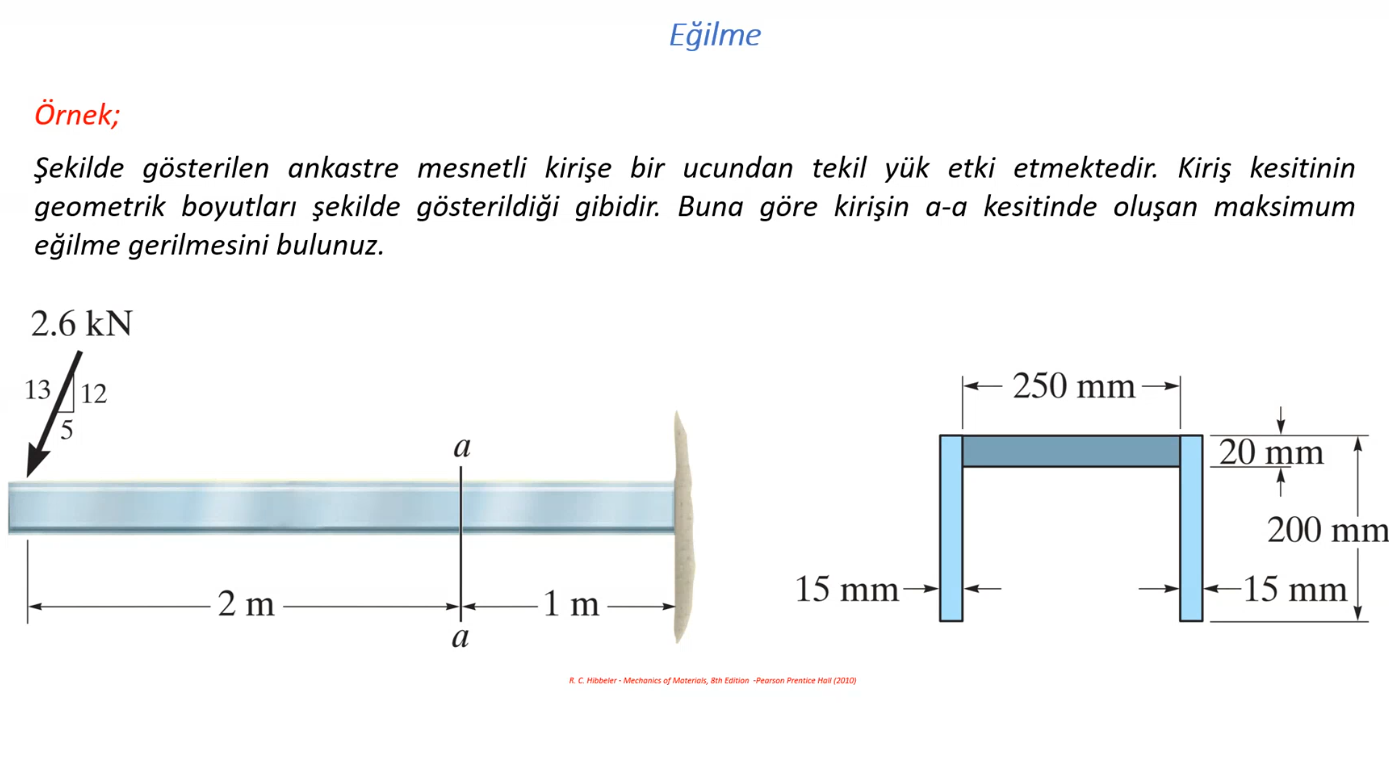 Eğilme
Örnek;
Şekilde gösterilen ankastre mesnetli kirişe bir ucundan tekil yük etki etmektedir. Kiriş kesitinin
geometrik boyutları şekilde gösterildiği gibidir. Buna göre kirişin a-a kesitinde oluşan maksimum
eğilme gerilmesini bulunuz.
2.6 kN
13
12
5
a
2 m
1 m
a
250 mm
20 mm
200 mm
15 mm
15 mm
R. C. Hibbeler - Mechanics of Materials, 8th Edition -Pearson Prentice Hall (2010)